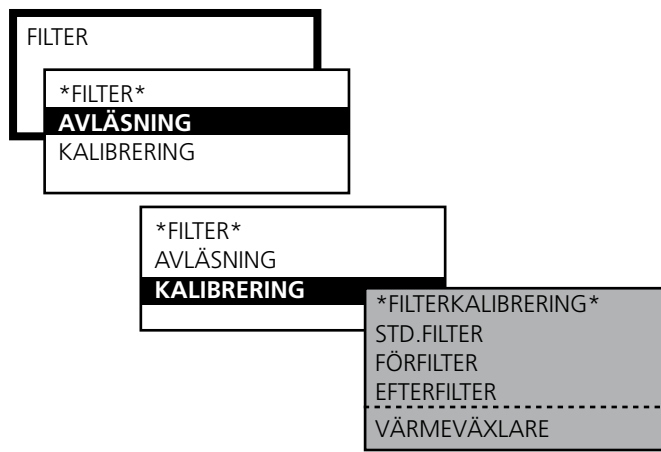 FILTER
*FILTER*
AVLÄSNING
KALIBRERING
*FILTER*
AVLÄSNING
KALIBRERING
*FILTERKALIBRERING*
STD.FILTER
FÖRFILTER
EFTERFILTER
VÄRMEVÄXLARE